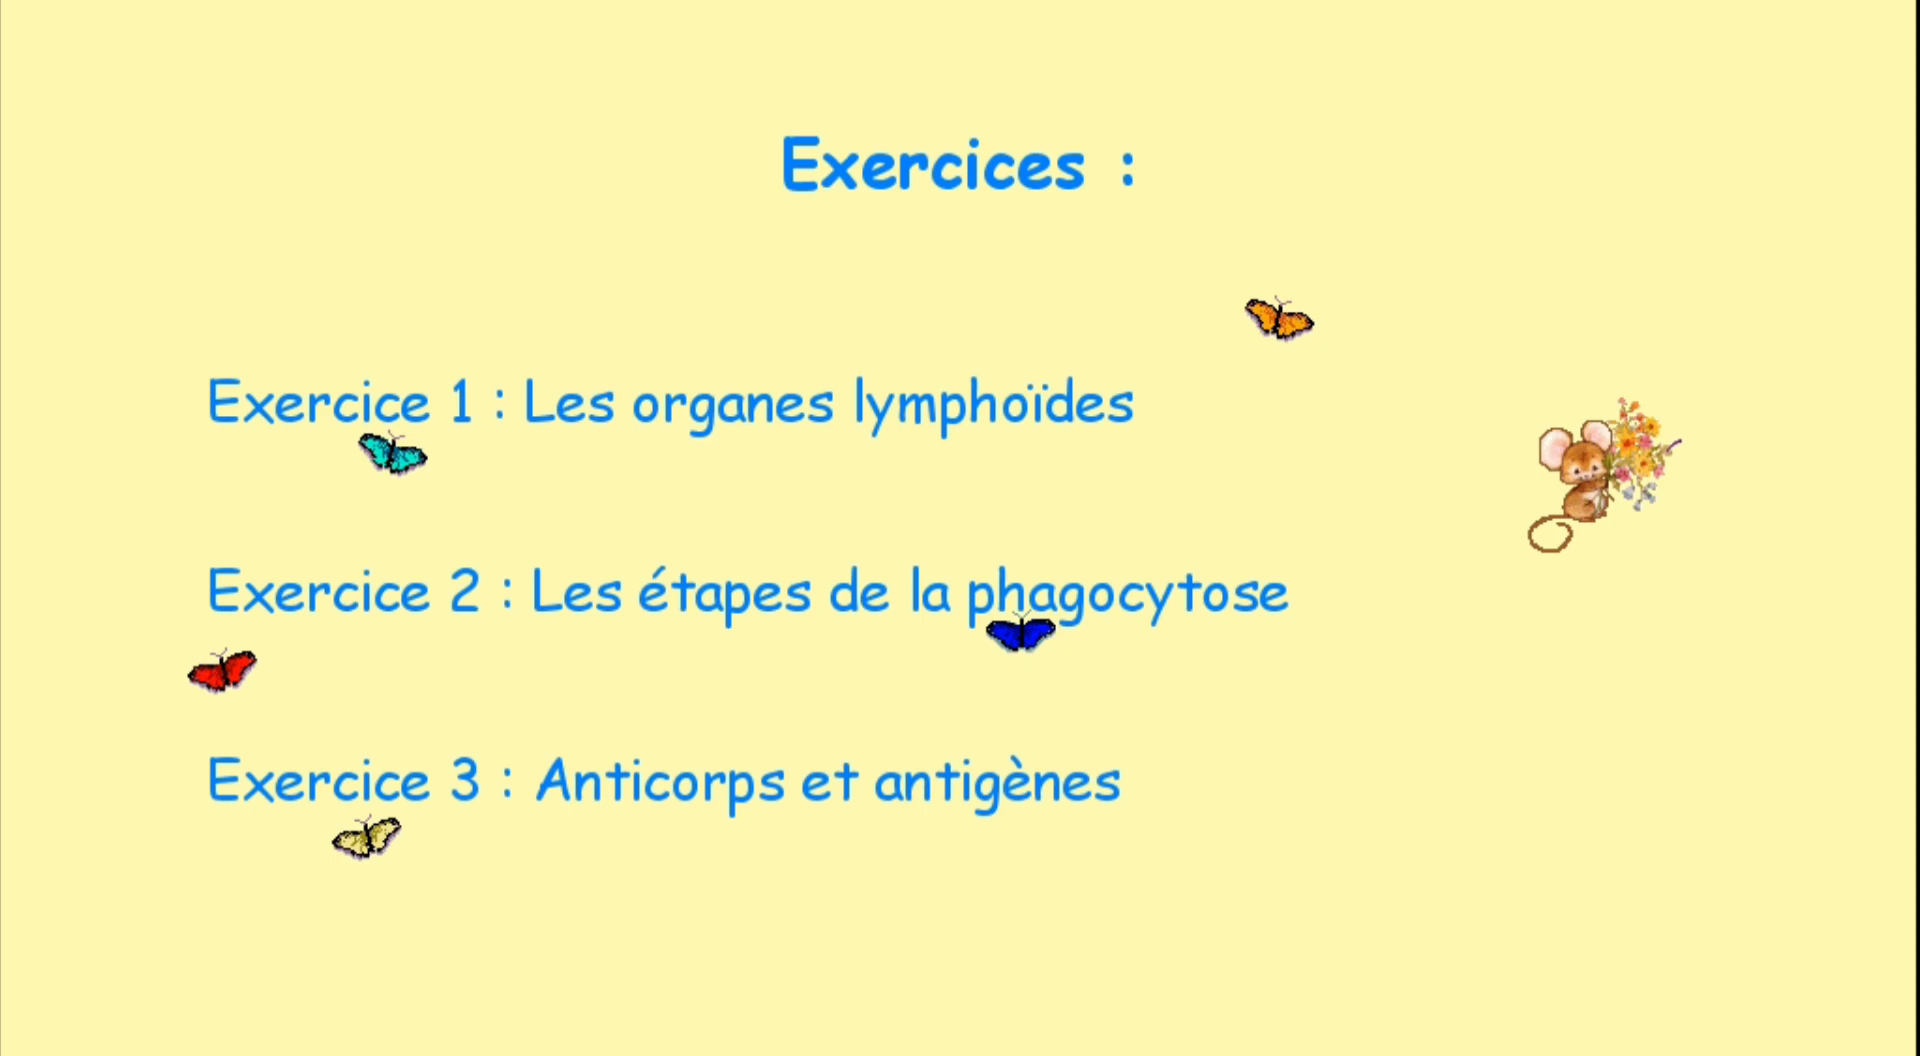 Exercices :
Exercice 1 : Les organes lymphoïdes
Exercice 2 : Les étapes de la phagocytose
Exercice 3 : Anticorps et antigènes